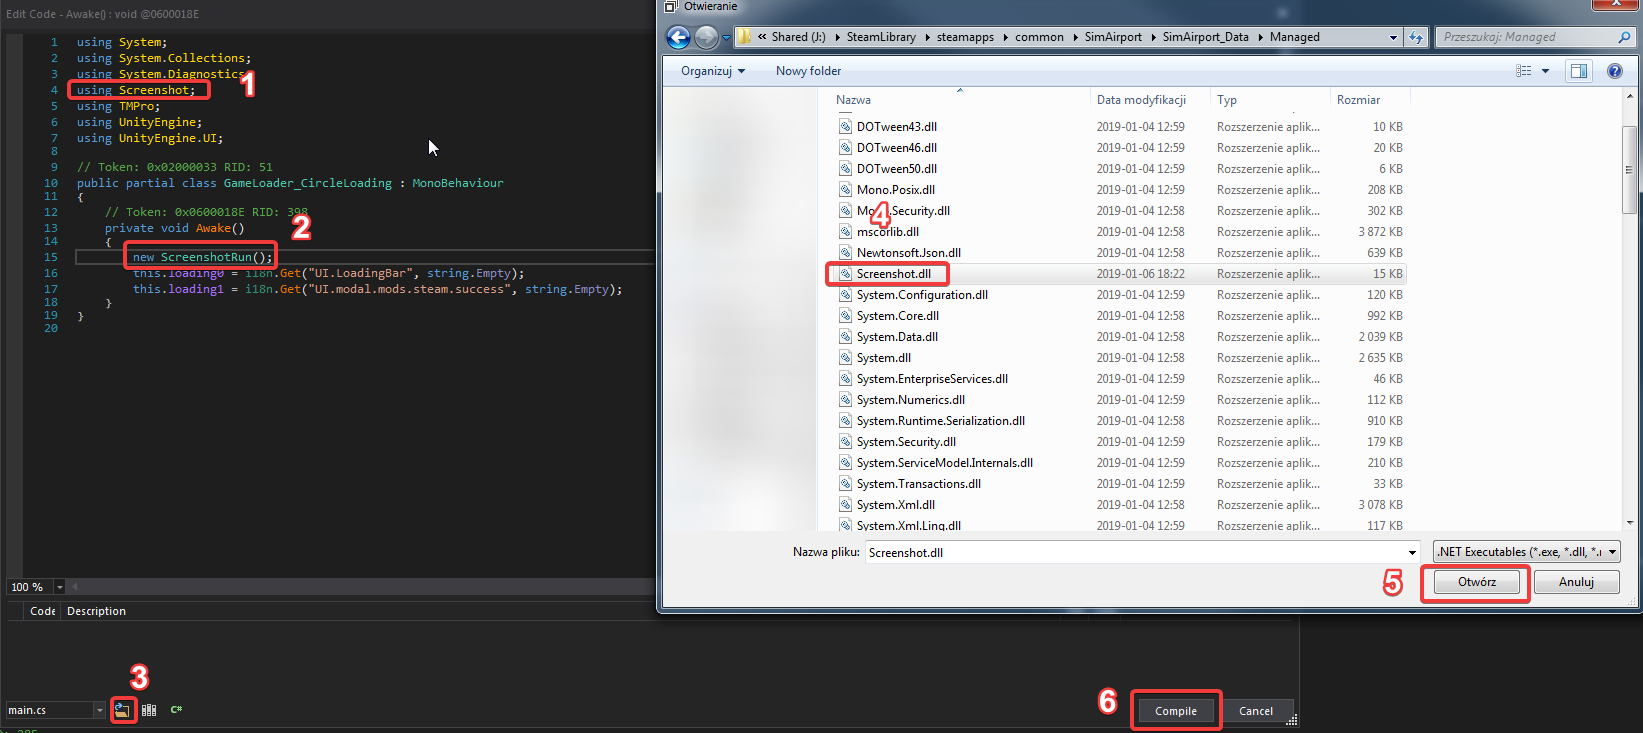 Edit Code - Awake() : void @0600018E
1 using System;
2 using System.Collections;
3 using System.Diagnostics
4 using Screenshot;
5 using TMPro;
6 using UnityEngine;
7 using UnityEngine.UI;
8
9 // Token: 0x02000033 RID: 51
10 public partial class GameLoader_CircleLoading : MonoBehaviour
11 {
12 // Token: 0x0600018E RID: 398
13 private void Awake()
14 {
15 new ScreenshotRun();
16 this.loading0 = i18n.Get("UI.LoadingBar", string.Empty);
17 this.loading1 = i18n.Get("UI.modal.mods.steam.success", string.Empty);
18 }
19 }
20
1
2
100 %
Code Description
3
main.cs
C#
6
Compile Cancel
Otwieranie
« Shared (J:) SteamLibrary steamapps common SimAirport SimAirport_Data Managed
Przeszukaj: Managed
Organizuj Nowy folder
Nazwa Data modyfikacji Typ Rozmiar
DOTween43.dll 2019-01-04 12:59 Rozszerzenie aplik... 10 KB
DOTween46.dll 2019-01-04 12:59 Rozszerzenie aplik... 20 KB
DOTween50.dll 2019-01-04 12:59 Rozszerzenie aplik... 6 KB
Mono.Posix.dll 2019-01-04 12:59 Rozszerzenie aplik... 208 KB
.Security.dll 2019-01-04 12:58 Rozszerzenie aplik... 302 KB
mscorlib.dll 2019-01-04 12:58 Rozszerzenie aplik... 3 872 KB
Newtonsoft.Json.dll 2019-01-04 12:59 Rozszerzenie aplik... 639 KB
Screenshot.dll 2019-01-06 18:22 Rozszerzenie aplik... 15 KB
System.Configuration.dll 2019-01-04 12:59 Rozszerzenie aplik... 120 KB
System.Core.dll 2019-01-04 12:58 Rozszerzenie aplik... 992 KB
System.Data.dll 2019-01-04 12:58 Rozszerzenie aplik... 2 039 KB
System.dll 2019-01-04 12:58 Rozszerzenie aplik... 2 635 KB
System.EnterpriseServices.dll 2019-01-04 12:59 Rozszerzenie aplik... 46 KB
System.Numerics.dll 2019-01-04 12:59 Rozszerzenie aplik... 112 KB
System.Runtime.Serialization.dll 2019-01-04 12:58 Rozszerzenie aplik... 910 KB
System.Security.dll 2019-01-04 12:59 Rozszerzenie aplik... 179 KB
System.ServiceModel.Internals.dll 2019-01-04 12:59 Rozszerzenie aplik... 210 KB
System.Transactions.dll 2019-01-04 12:59 Rozszerzenie aplik... 33 KB
System.Xml.dll 2019-01-04 12:58 Rozszerzenie aplik... 3 078 KB
System.Xml.Linq.dll 2019-01-04 12:59 Rozszerzenie aplik... 117 KB
4
Nazwa pliku: Screenshot.dll
.NET Executables (*.exe, *.dll, *.
5
Otwórz Anuluj